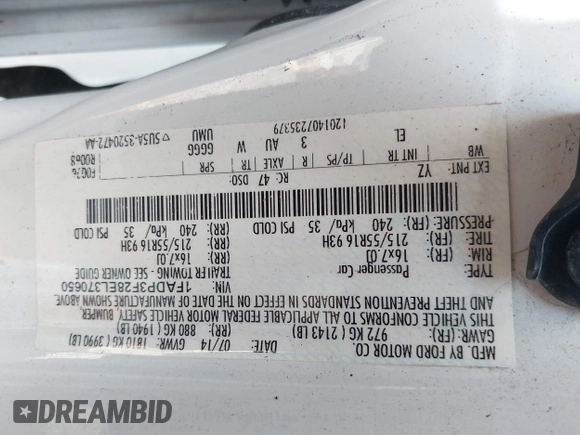 MFD. BY FORD MOTOR CO.
DATE: 07/14 GVWR: 1810 KG ( 3990 LB)
GAWR:(FR): 972 KG ( 2143 LB) (RR): 880 KG ( 1940 LB)
THIS VEHICLE CONFORMS TO ALL APPLICABLE FEDERAL MOTOR VEHICLE SAFETY, BUMPER,
AND THEFT PREVENTION STANDARDS IN EFFECT ON THE DATE OF MANUFACTURE SHOWN ABOVE.
VIN: 1FADP3F28EL370650
TYPE: Passenger Car TRAILER TOWING - SEE OWNER GUIDE
RIM: (FR): 16x7.0J (RR): 16x7.0J
TIRE: (FR): 215/55R16 93H (RR): 215/55R16 93H
PRESSURE: (FR): 240 kPa/ 35 PSI COLD (RR): 240 kPa/ 35 PSI COLD
EXT PNT: YZ RC: 47 DSO:
WB INT TR TP/PS R AXLE TR SPR
EL 3 AU W GGGG UMU
1201407235379 5U5A-3520472-AA
DREAMBID